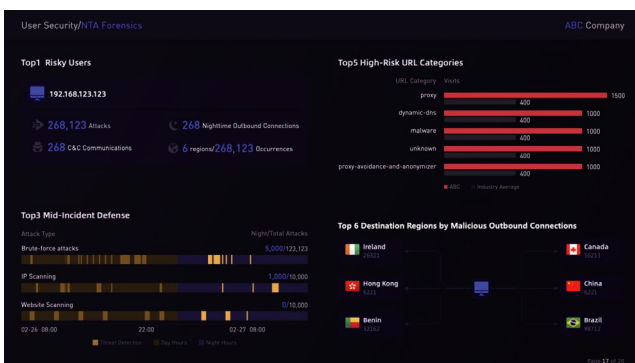 User Security/NTA Forensics
ABC Company
Top1 Risky Users
192.168.123.123
268,123 Attacks
268 Nighttime Outbound Connections
268 C&C Communications
6 regions/268,123 Occurrences
Top5 High-Risk URL Categories
URL Category Visits
proxy 1500
400
dynamic-dns 1000
400
malware 1000
400
unknown 1000
400
proxy-avoidance-and-anonymizer 1000
400
ABC Industry Average
Top3 Mid-Incident Defense
Attack Type Night/Total Attacks
Brute-force attacks 5,000/123,123
IP Scanning 1,000/10,000
Website Scanning 0/10,000
02-26 08:00 22:00 02-27 08:00
Threat Detection Day Hours Night Hours
Top 6 Destination Regions by Malicious Outbound Connections
Ireland
26321
Canada
56213
Hong Kong
6221
China
6221
Benin
32162
Brazil
98712
Page 17 of 24